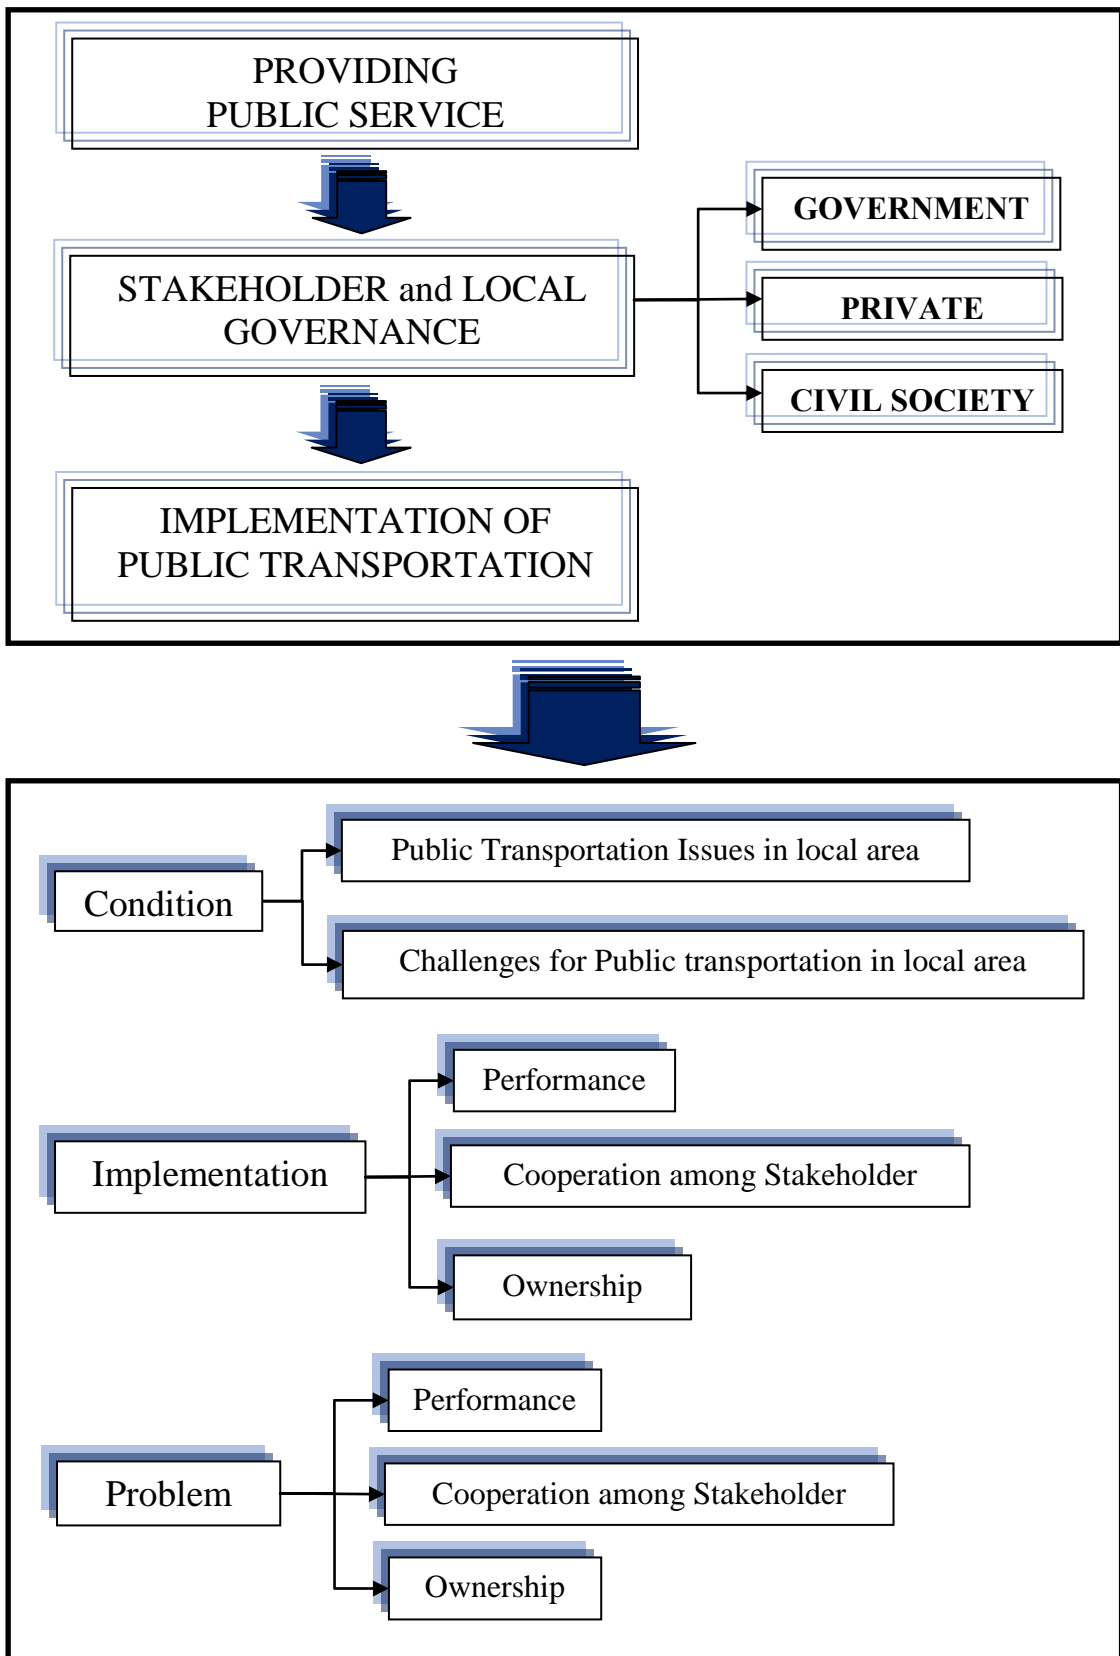 PROVIDING
PUBLIC SERVICE
STAKEHOLDER and LOCAL
GOVERNANCE
GOVERNMENT
PRIVATE
CIVIL SOCIETY
IMPLEMENTATION OF
PUBLIC TRANSPORTATION
Condition
Public Transportation Issues in local area
Challenges for Public transportation in local area
Implementation
Performance
Cooperation among Stakeholder
Ownership
Problem
Performance
Cooperation among Stakeholder
Ownership